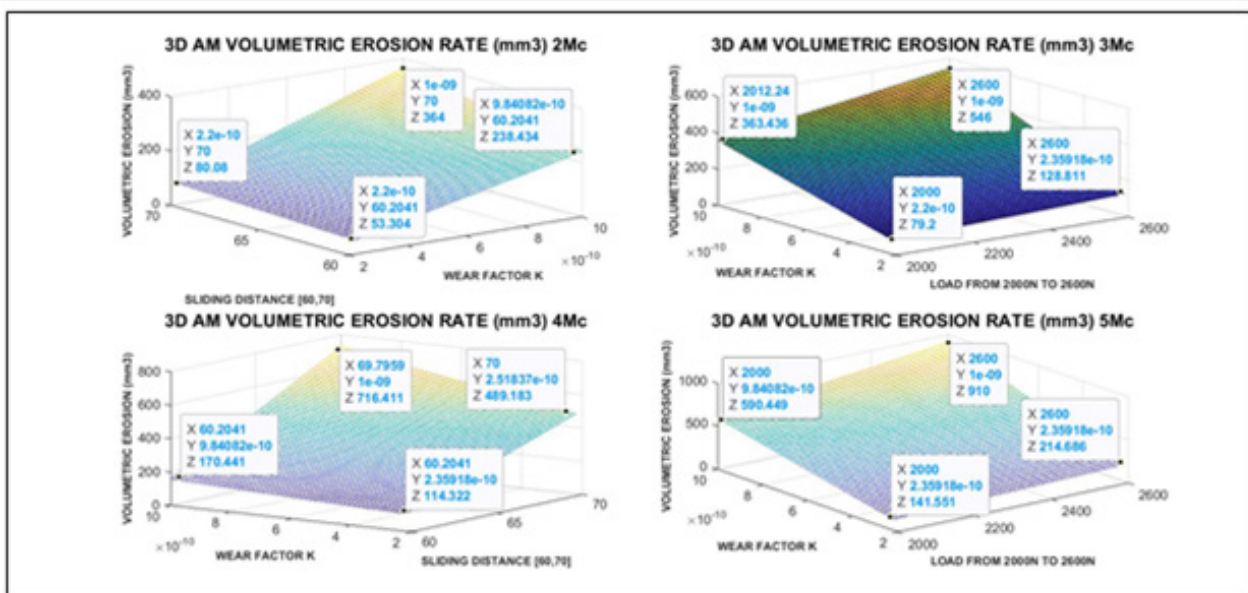 3D AM VOLUMETRIC EROSION RATE (mm3) 2Mc
VOLUMETRIC EROSION (mm3)
400
200
0
X 2.2e-10
Y 70
Z 80.08
X 1e-09
Y 70
Z 364
X 9.84082e-10
Y 60.2041
Z 238.434
X 2.2e-10
Y 60.2041
Z 53.304
70
65
60
2
4
6
8
10
×10⁻¹⁰
WEAR FACTOR K
SLIDING DISTANCE [60,70]
3D AM VOLUMETRIC EROSION RATE (mm3) 3Mc
VOLUMETRIC EROSION (mm3)
600
400
200
0
X 2012.24
Y 1e-09
Z 363.436
X 2600
Y 1e-09
Z 546
X 2600
Y 2.35918e-10
Z 128.811
X 2000
Y 2.2e-10
Z 79.2
10
8
6
4
2
×10⁻¹⁰
WEAR FACTOR K
2000
2200
2400
2600
LOAD FROM 2000N TO 2600N
3D AM VOLUMETRIC EROSION RATE (mm3) 4Mc
VOLUMETRIC EROSION (mm3)
800
600
400
200
0
X 69.7959
Y 1e-09
Z 716.411
X 70
Y 2.51837e-10
Z 489.183
X 60.2041
Y 9.84082e-10
Z 170.441
X 60.2041
Y 2.35918e-10
Z 114.322
10
8
6
4
2
×10⁻¹⁰
WEAR FACTOR K
60
65
70
SLIDING DISTANCE [60,70]
3D AM VOLUMETRIC EROSION RATE (mm3) 5Mc
VOLUMETRIC EROSION (mm3)
1000
500
0
X 2000
Y 9.84082e-10
Z 590.449
X 2600
Y 1e-09
Z 910
X 2600
Y 2.35918e-10
Z 214.686
X 2000
Y 2.35918e-10
Z 141.551
10
8
6
4
2
×10⁻¹⁰
WEAR FACTOR K
2000
2200
2400
2600
LOAD FROM 2000N TO 2600N